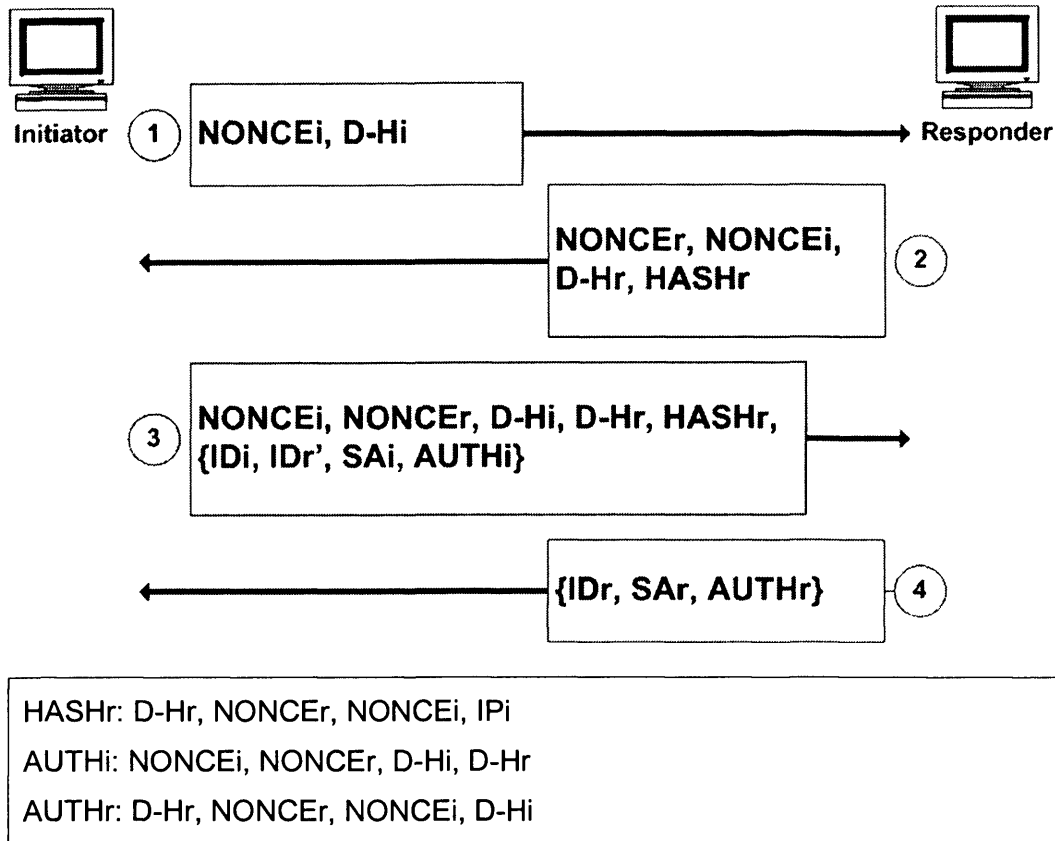 Initiator
1
NONCEi, D-Hi
Responder
NONCEr, NONCEi,
D-Hr, HASHr
2
3
NONCEi, NONCEr, D-Hi, D-Hr, HASHr,
{IDi, IDr’, SAi, AUTHi}
{IDr, SAr, AUTHr}
4
HASHr: D-Hr, NONCEr, NONCEi, IPi
AUTHi: NONCEi, NONCEr, D-Hi, D-Hr
AUTHr: D-Hr, NONCEr, NONCEi, D-Hi